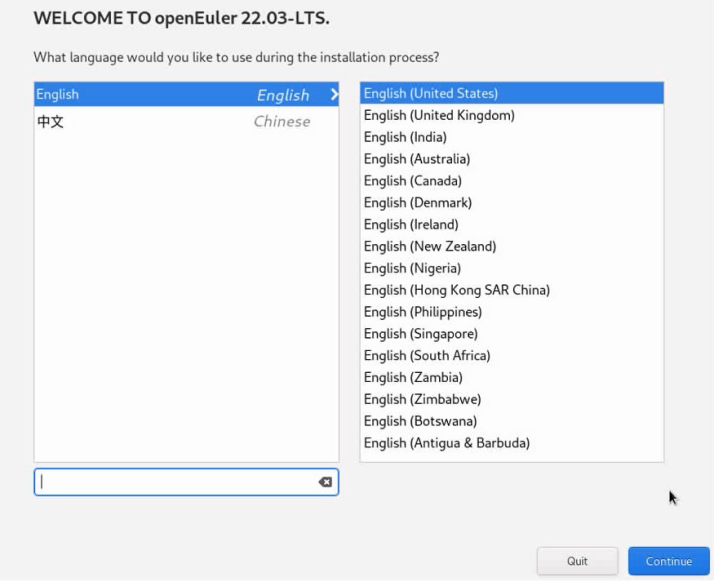 WELCOME TO openEuler 22.03-LTS.
What language would you like to use during the installation process?
English English
中文 Chinese
English (United States)
English (United Kingdom)
English (India)
English (Australia)
English (Canada)
English (Denmark)
English (Ireland)
English (New Zealand)
English (Nigeria)
English (Hong Kong SAR China)
English (Philippines)
English (Singapore)
English (South Africa)
English (Zambia)
English (Zimbabwe)
English (Botswana)
English (Antigua & Barbuda)
Quit Continue